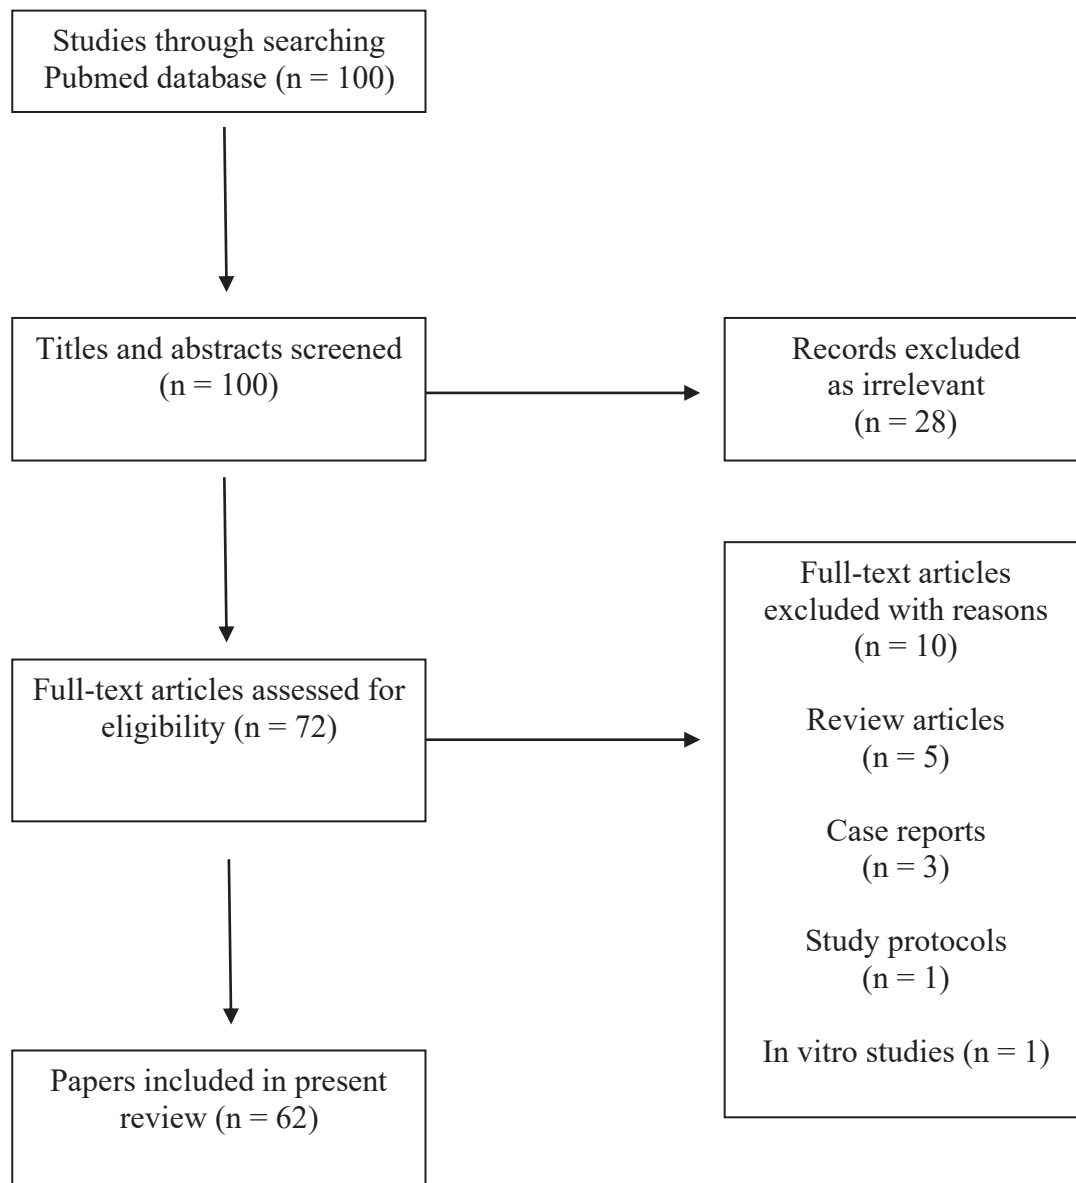 Studies through searching
Pubmed database (n = 100)
Titles and abstracts screened
(n = 100)
Records excluded
as irrelevant
(n = 28)
Full-text articles assessed for
eligibility (n = 72)
Full-text articles
excluded with reasons
(n = 10)
Review articles
(n = 5)
Case reports
(n = 3)
Study protocols
(n = 1)
In vitro studies (n = 1)
Papers included in present
review (n = 62)